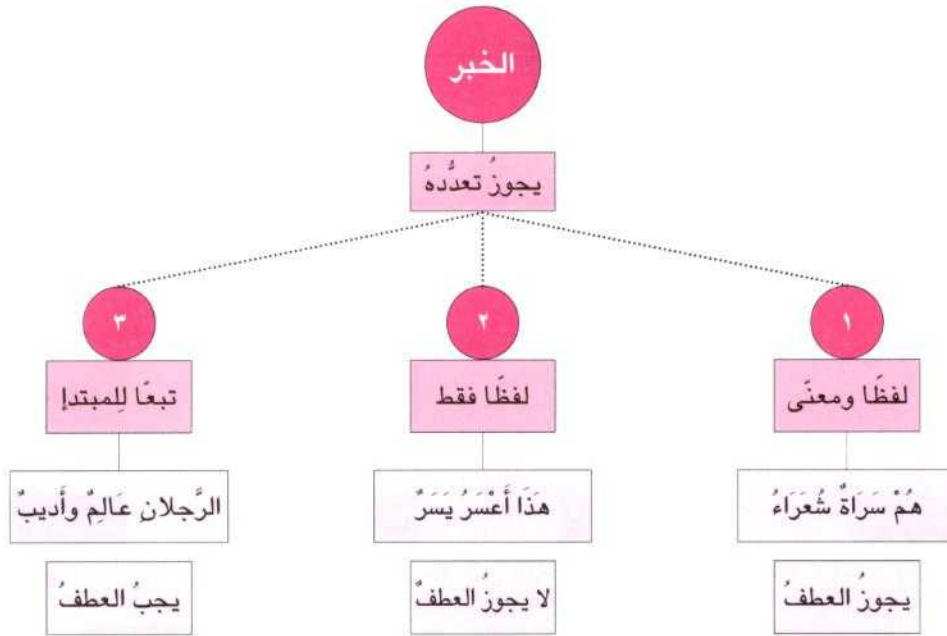 الخبر
يجوزُ تعدُّدهُ
١
٢
٣
لفظًا ومعنًى
لفظًا فقط
تبعًا لِلمبتدإ
هُمْ سَرَاةٌ شُعَرَاءُ
هَذَا أَعْسَرُ يَسَرٌ
الرَّجلانِ عَالِمٌ وأَديبٌ
يجوزُ العطفُ
لا يجوزُ العطفُ
يجبُ العطفُ